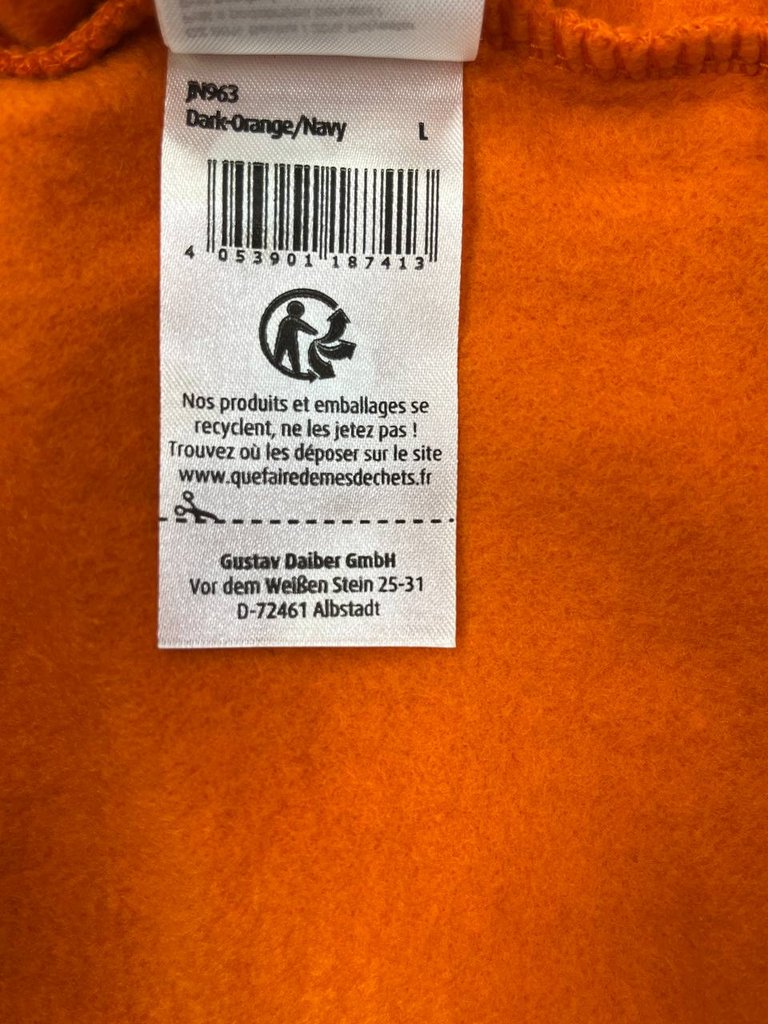 JN963
Dark-Orange/Navy L
4 053901 187413
Nos produits et emballages se
recyclent, ne les jetez pas !
Trouvez où les déposer sur le site
www.quefairedemesdechets.fr
Gustav Daiber GmbH
Vor dem Weißen Stein 25-31
D-72461 Albstadt